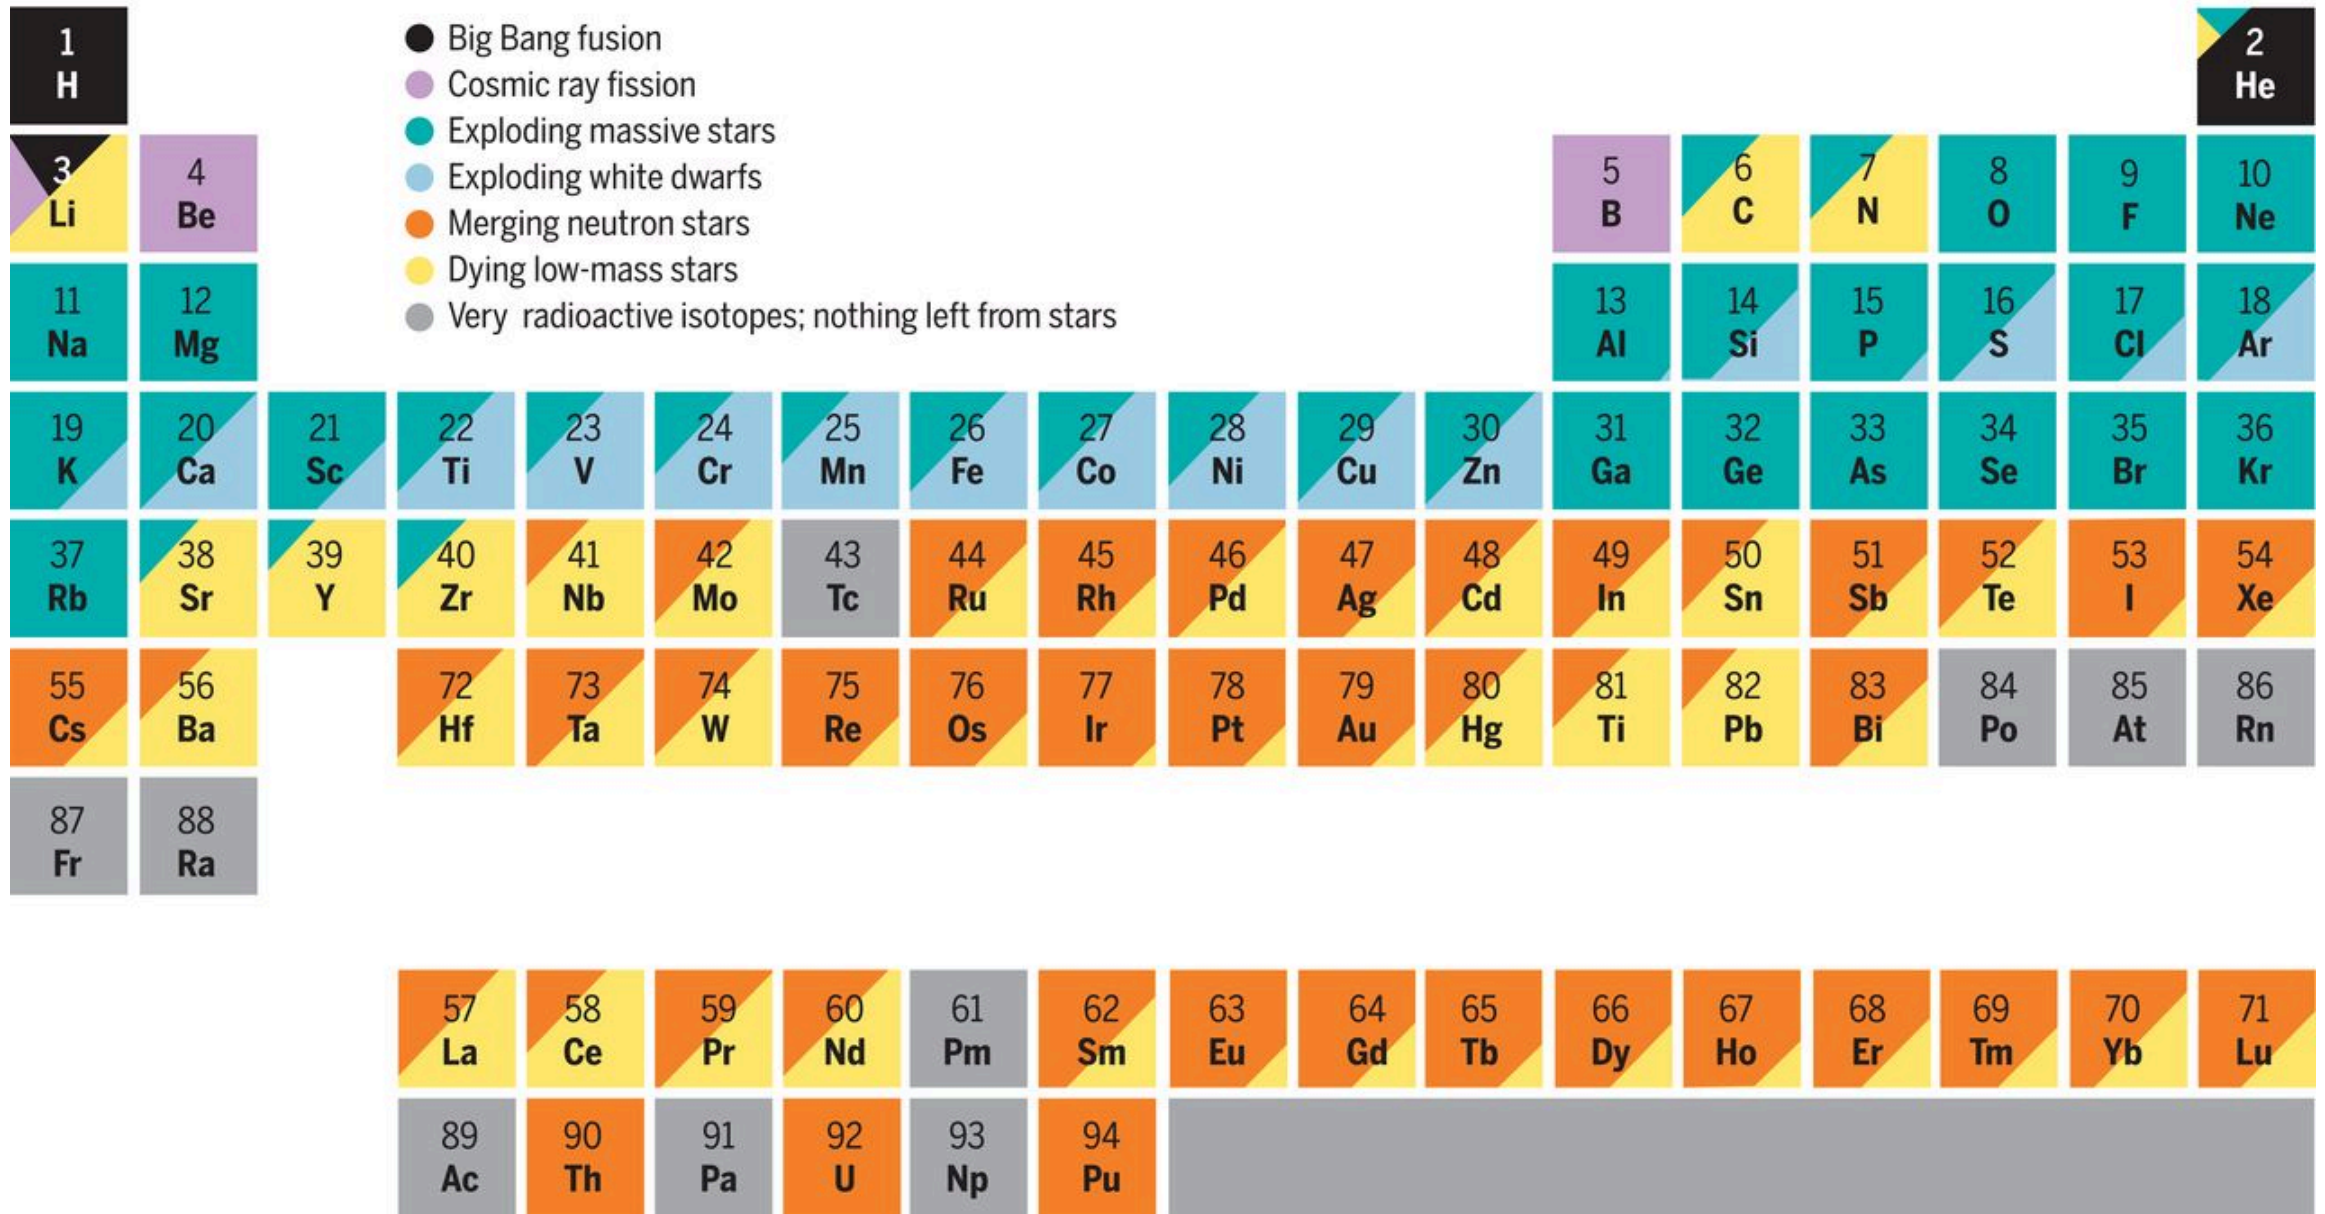 1
H
Big Bang fusion
Cosmic ray fission
Exploding massive stars
Exploding white dwarfs
Merging neutron stars
Dying low-mass stars
Very radioactive isotopes; nothing left from stars
2
He
3 4 5 6 7 8 9 10
Li Be B C N O F Ne
11 12 13 14 15 16 17 18
Na Mg Al Si P S Cl Ar
19 20 21 22 23 24 25 26 27 28 29 30 31 32 33 34 35 36
K Ca Sc Ti V Cr Mn Fe Co Ni Cu Zn Ga Ge As Se Br Kr
37 38 39 40 41 42 43 44 45 46 47 48 49 50 51 52 53 54
Rb Sr Y Zr Nb Mo Tc Ru Rh Pd Ag Cd In Sn Sb Te I Xe
55 56 72 73 74 75 76 77 78 79 80 81 82 83 84 85 86
Cs Ba Hf Ta W Re Os Ir Pt Au Hg Ti Pb Bi Po At Rn
87 88
Fr Ra
57 58 59 60 61 62 63 64 65 66 67 68 69 70 71
La Ce Pr Nd Pm Sm Eu Gd Tb Dy Ho Er Tm Yb Lu
89 90 91 92 93 94
Ac Th Pa U Np Pu